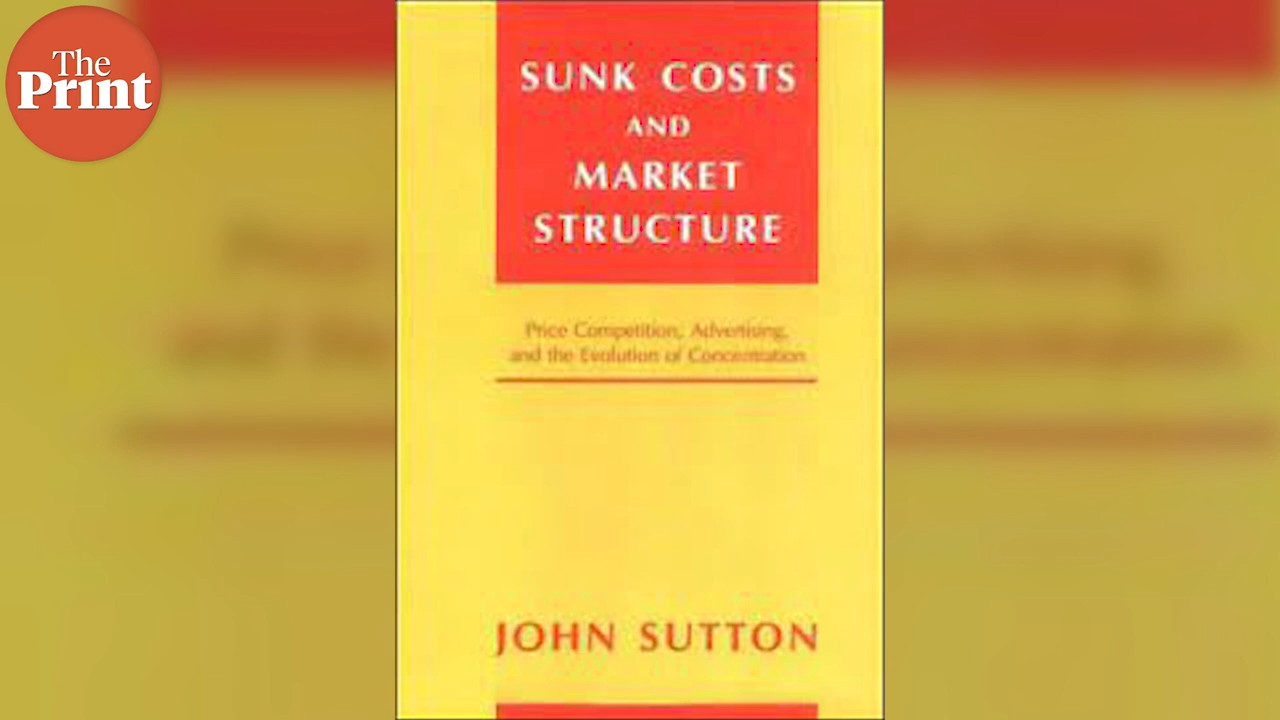 The
Print
SUNK COSTS
AND
MARKET
STRUCTURE
Price Competition, Advertising,
and the Evolution of Concentration
JOHN SUTTON